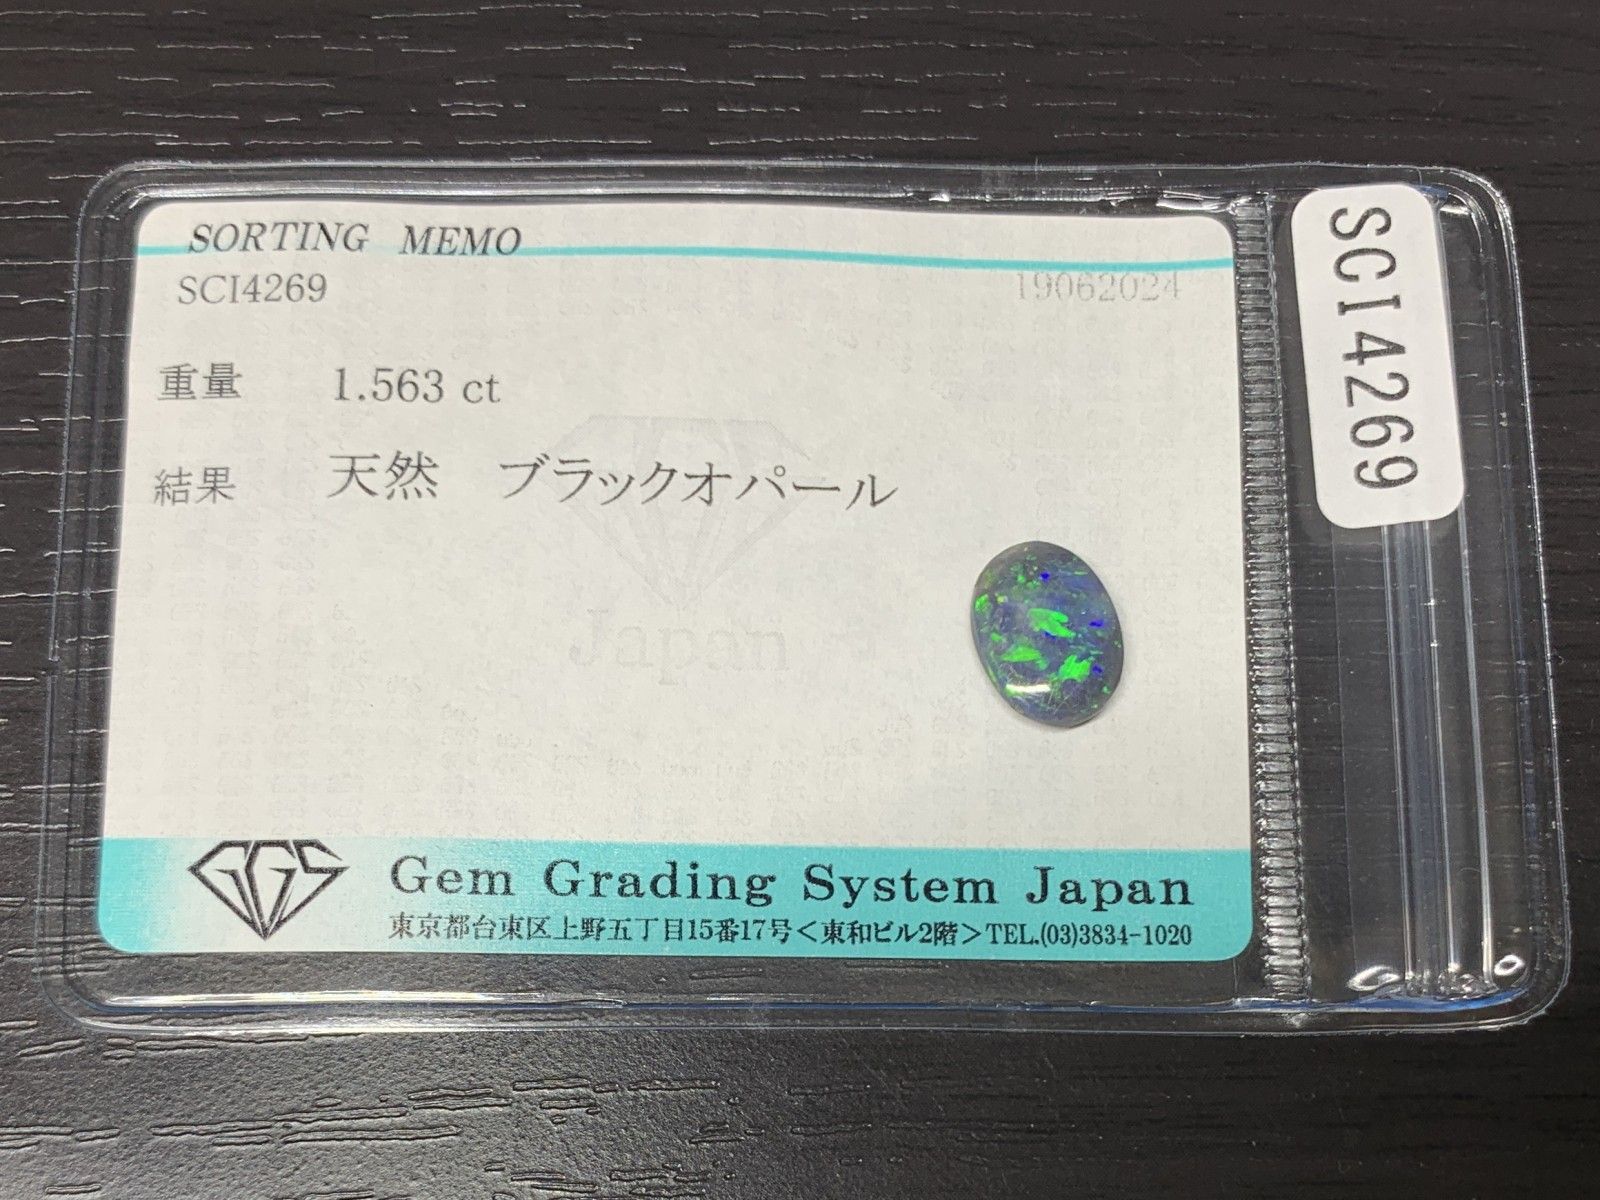 SORTING MEMO
SCI4269 19062024
重量 1.563 ct
結果 天然 ブラックオパール
Japan
GGS
Gem Grading System Japan
東京都台東区上野五丁目15番17号<東和ビル2階>TEL.(03)3834-1020
SCI4269